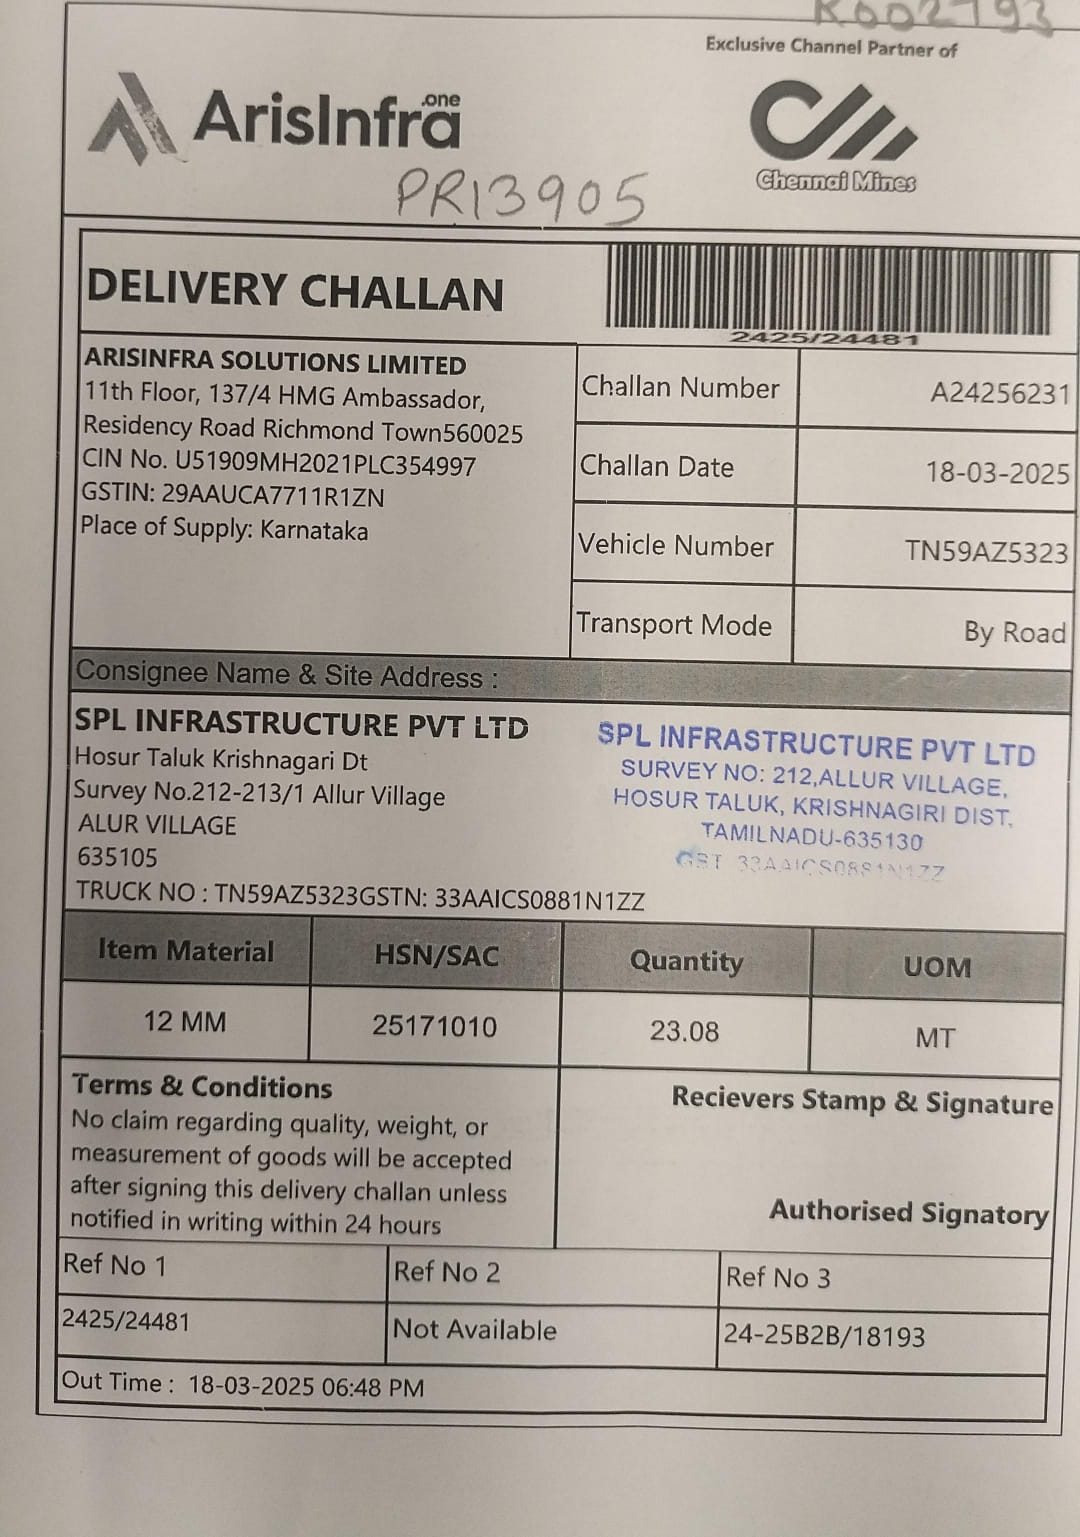 R002793
Exclusive Channel Partner of
ArisInfra.one
Chennai Mines
PR13905
DELIVERY CHALLAN
2425/24481
ARISINFRA SOLUTIONS LIMITED
11th Floor, 137/4 HMG Ambassador,
Residency Road Richmond Town560025
CIN No. U51909MH2021PLC354997
GSTIN: 29AAUCA7711R1ZN
Place of Supply: Karnataka
Challan Number A24256231
Challan Date 18-03-2025
Vehicle Number TN59AZ5323
Transport Mode By Road
Consignee Name & Site Address :
SPL INFRASTRUCTURE PVT LTD
Hosur Taluk Krishnagari Dt
Survey No.212-213/1 Allur Village
ALUR VILLAGE
635105
TRUCK NO : TN59AZ5323GSTN: 33AAICS0881N1ZZ
SPL INFRASTRUCTURE PVT LTD
SURVEY NO: 212,ALLUR VILLAGE,
HOSUR TALUK, KRISHNAGIRI DIST.
TAMILNADU-635130
GST 33AAICS0881N1ZZ
Item Material HSN/SAC Quantity UOM
12 MM 25171010 23.08 MT
Terms & Conditions
No claim regarding quality, weight, or
measurement of goods will be accepted
after signing this delivery challan unless
notified in writing within 24 hours
Recievers Stamp & Signature
Authorised Signatory
Ref No 1 Ref No 2 Ref No 3
2425/24481 Not Available 24-25B2B/18193
Out Time : 18-03-2025 06:48 PM